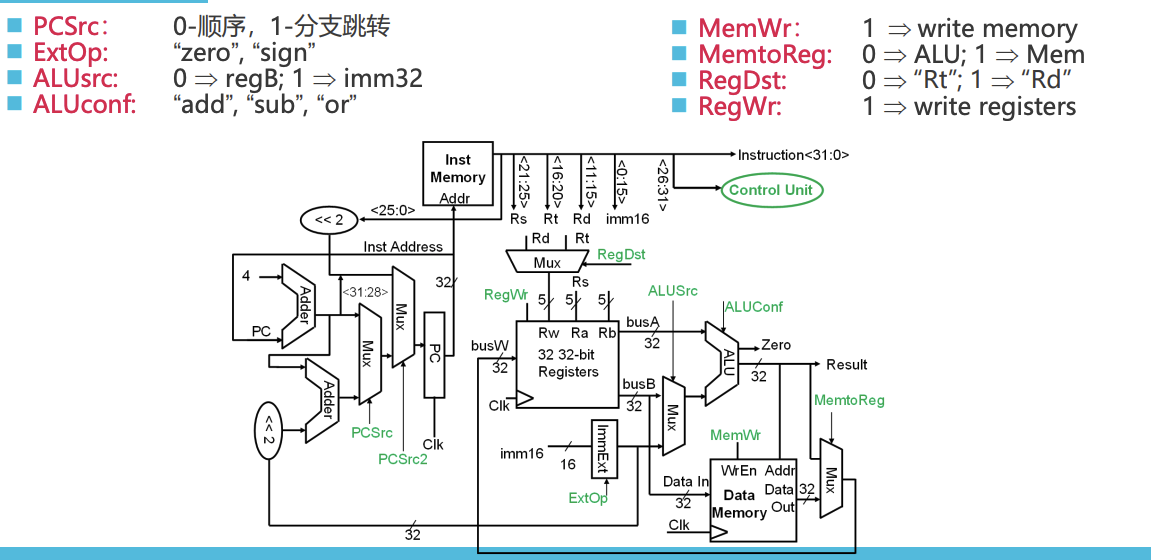 PCSrc: 0-顺序，1-分支跳转
ExtOp: “zero”, “sign”
ALUsrc: 0 ⇒ regB; 1 ⇒ imm32
ALUconf: “add”, “sub”, “or”
MemWr: 1 ⇒ write memory
MemtoReg: 0 ⇒ ALU; 1 ⇒ Mem
RegDst: 0 ⇒ “Rt”; 1 ⇒ “Rd”
RegWr: 1 ⇒ write registers
Inst
Memory
Addr
<21:25>
<16:20>
<11:15>
<0:15>
<26:31>
Instruction<31:0>
Control Unit
Rs Rt Rd imm16
<25:0>
<< 2
Inst Address
Rd Rt
Mux
RegDst
4
Adder
PC
<31:28>
Mux
Mux
32
PC
Clk
Adder
<< 2
PCSrc
PCSrc2
32
RegWr
5
5
5
Rs
Rw Ra Rb
32 32-bit
Registers
busW
32
Clk
busA
32
busB
32
ALUSrc
ALUConf
Mux
ALU
Zero
32
Result
imm16
16
ImmExt
ExtOp
MemtoReg
MemWr
WrEn Addr
Data In
32
Data
Memory
Data
Out
32
Clk
Mux